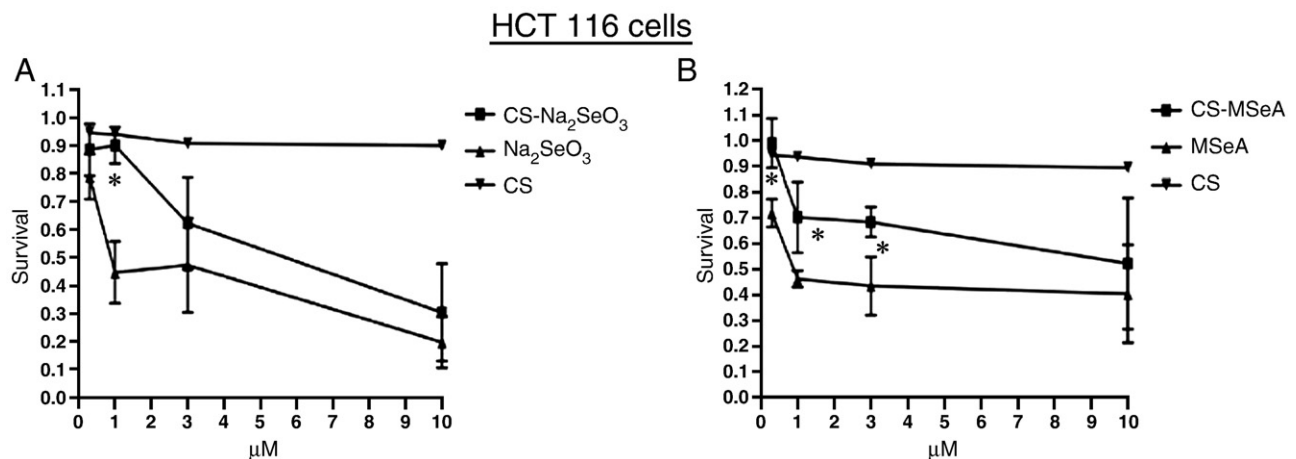 HCT 116 cells
A
1.1
1.0
0.9
0.8
0.7
0.6
0.5
0.4
0.3
0.2
0.1
0.0
Survival
*
0 1 2 3 4 5 6 7 8 9 10
μM
CS-Na₂SeO₃
Na₂SeO₃
CS
B
1.2
1.1
1.0
0.9
0.8
0.7
0.6
0.5
0.4
0.3
0.2
0.1
0.0
Survival
*
*
*
0 1 2 3 4 5 6 7 8 9 10
μM
CS-MSeA
MSeA
CS